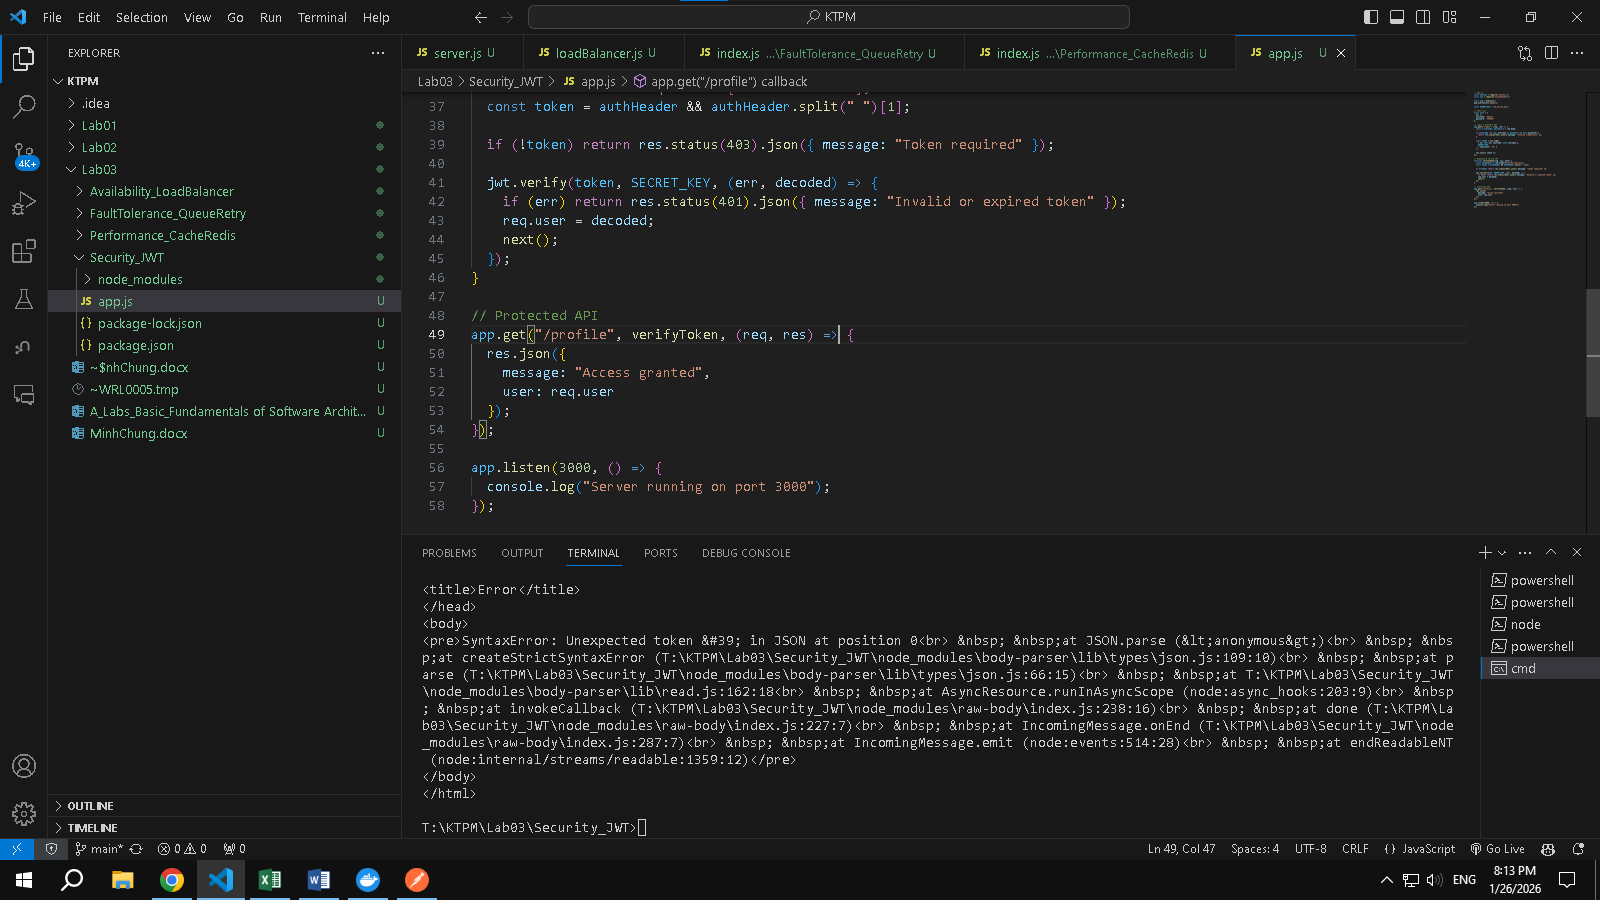 File Edit Selection View Go Run Terminal Help
KTPM
EXPLORER
KTPM
.idea
Lab01
Lab02
Lab03
Availability_LoadBalancer
FaultTolerance_QueueRetry
Performance_CacheRedis
Security_JWT
node_modules
JS app.js U
{} package-lock.json U
{} package.json U
~$nhChung.docx U
~WRL0005.tmp U
A_Labs_Basic_Fundamentals of Software Archit... U
MinhChung.docx U
OUTLINE
TIMELINE
4K+
JS server.js U
JS loadBalancer.js U
JS index.js ...\FaultTolerance_QueueRetry U
JS index.js ...\Performance_CacheRedis U
JS app.js U
Lab03 > Security_JWT > JS app.js > app.get("/profile") callback
37 const token = authHeader && authHeader.split(" ")[1];
38
39 if (!token) return res.status(403).json({ message: "Token required" });
40
41 jwt.verify(token, SECRET_KEY, (err, decoded) => {
42 if (err) return res.status(401).json({ message: "Invalid or expired token" });
43 req.user = decoded;
44 next();
45 });
46 }
47
48 // Protected API
49 app.get("/profile", verifyToken, (req, res) => {
50 res.json({
51 message: "Access granted",
52 user: req.user
53 });
54 });
55
56 app.listen(3000, () => {
57 console.log("Server running on port 3000");
58 });
PROBLEMS OUTPUT TERMINAL PORTS DEBUG CONSOLE
<title>Error</title>
</head>
<body>
<pre>SyntaxError: Unexpected token &#39; in JSON at position 0<br> &nbsp; &nbsp;at JSON.parse (&lt;anonymous&gt;)<br> &nbsp; &nbs
p;at createStrictSyntaxError (T:\KTPM\Lab03\Security_JWT\node_modules\body-parser\lib\types\json.js:109:10)<br> &nbsp; &nbsp;at p
arse (T:\KTPM\Lab03\Security_JWT\node_modules\body-parser\lib\types\json.js:66:15)<br> &nbsp; &nbsp;at T:\KTPM\Lab03\Security_JWT
\node_modules\body-parser\lib\read.js:162:18<br> &nbsp; &nbsp;at AsyncResource.runInAsyncScope (node:async_hooks:203:9)<br> &nbsp
; &nbsp;at invokeCallback (T:\KTPM\Lab03\Security_JWT\node_modules\raw-body\index.js:238:16)<br> &nbsp; &nbsp;at done (T:\KTPM\La
b03\Security_JWT\node_modules\raw-body\index.js:227:7)<br> &nbsp; &nbsp;at IncomingMessage.onEnd (T:\KTPM\Lab03\Security_JWT\node
_modules\raw-body\index.js:287:7)<br> &nbsp; &nbsp;at IncomingMessage.emit (node:events:514:28)<br> &nbsp; &nbsp;at endReadableNT
(node:internal/streams/readable:1359:12)</pre>
</body>
</html>
T:\KTPM\Lab03\Security_JWT>
powershell
powershell
node
powershell
cmd
main* 0 0 0 Ln 49, Col 47 Spaces: 4 UTF-8 CRLF {} JavaScript Go Live
ENG
8:13 PM
1/26/2026